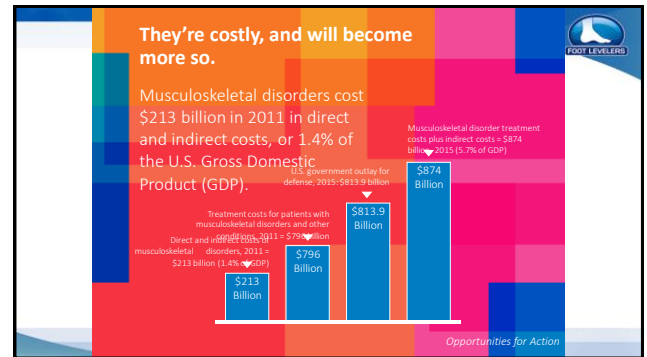 They're costly, and will become
more so.
FOOT LEVELERS
Musculoskeletal disorders cost
$213 billion in 2011 in direct
and indirect costs, or 1.4% of
the U.S. Gross Domestic
Product (GDP).
Musculoskeletal disorder treatment
costs plus indirect costs = $874
billion, 2015 (5.7% of GDP)
U.S. government outlay for
defense, 2015: $813.9 billion
$874
Billion
Treatment costs for patients with
musculoskeletal disorders and other
conditions, 2011 = $796 billion
$813.9
Billion
Direct and indirect costs of
musculoskeletal disorders, 2011 =
$213 billion (1.4% of GDP)
$796
Billion
$213
Billion
Opportunities for Action